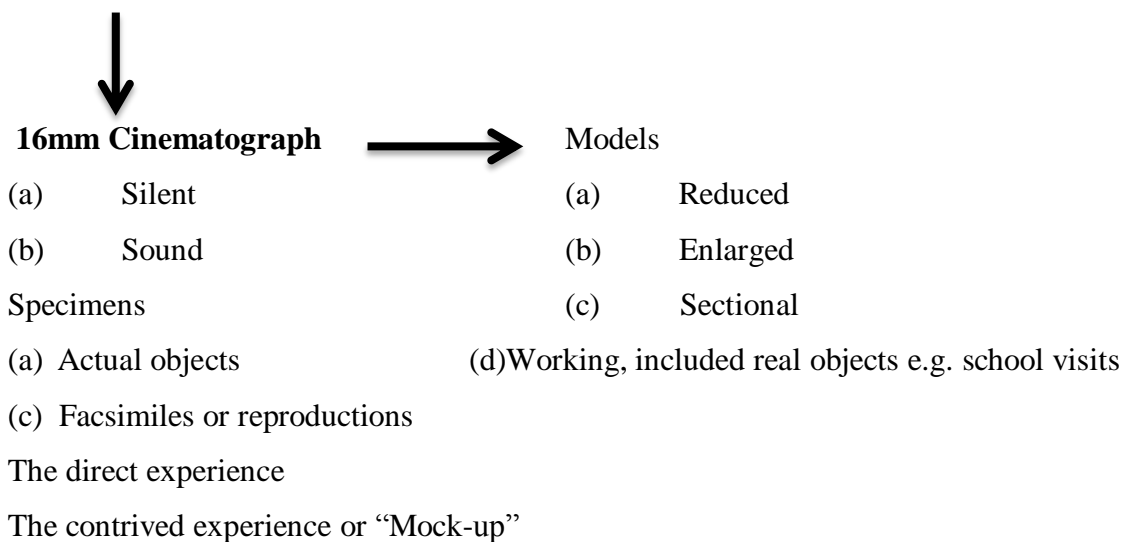 16mm Cinematograph Models
(a) Silent (a) Reduced
(b) Sound (b) Enlarged
Specimens (c) Sectional
(a) Actual objects (d)Working, included real objects e.g. school visits
(c) Facsimiles or reproductions
The direct experience
The contrived experience or “Mock-up”